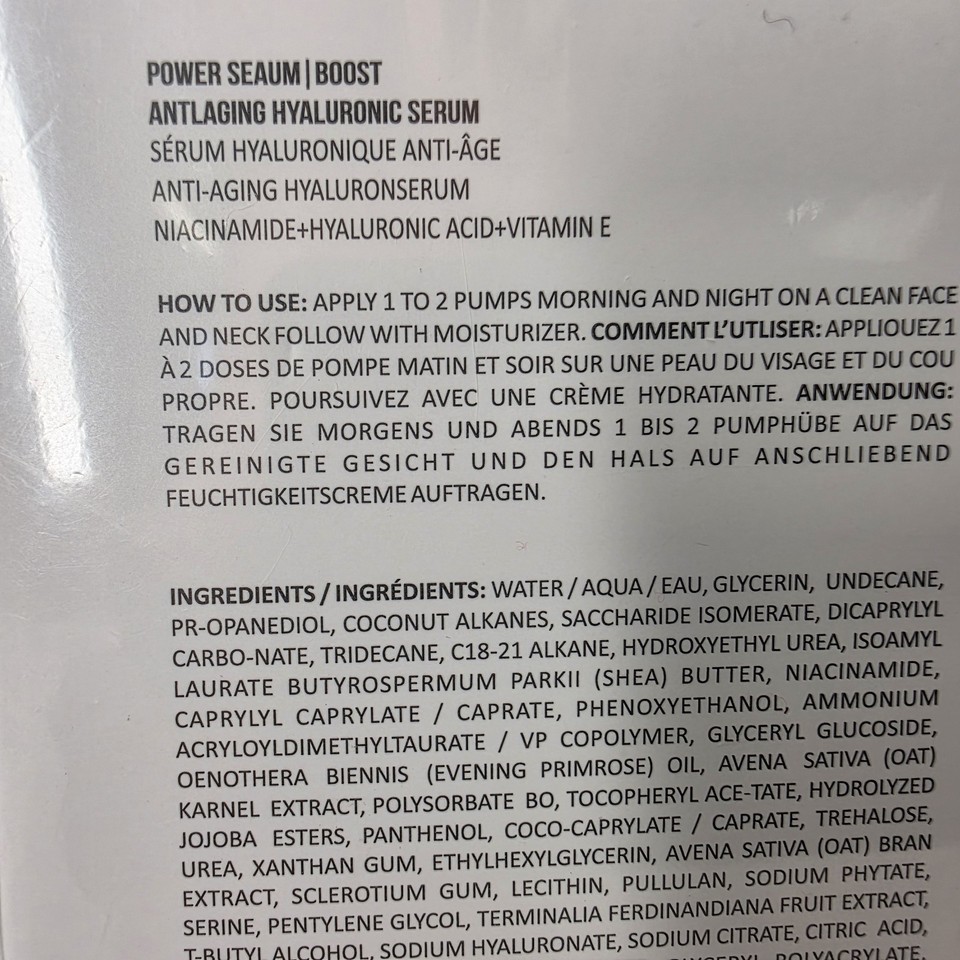 POWER SEAUM|BOOST
ANTLAGING HYALURONIC SERUM
SÉRUM HYALURONIQUE ANTI-ÂGE
ANTI-AGING HYALURONSERUM
NIACINAMIDE+HYALURONIC ACID+VITAMIN E
HOW TO USE: APPLY 1 TO 2 PUMPS MORNING AND NIGHT ON A CLEAN FACE
AND NECK FOLLOW WITH MOISTURIZER. COMMENT L'UTLISER: APPLIOUEZ 1
À 2 DOSES DE POMPE MATIN ET SOIR SUR UNE PEAU DU VISAGE ET DU COU
PROPRE. POURSUIVEZ AVEC UNE CRÈME HYDRATANTE. ANWENDUNG:
TRAGEN SIE MORGENS UND ABENDS 1 BIS 2 PUMPHÜBE AUF DAS
GEREINIGTE GESICHT UND DEN HALS AUF ANSCHLIEBEND
FEUCHTIGKEITSCREME AUFTRAGEN.
INGREDIENTS / INGRÉDIENTS: WATER / AQUA / EAU, GLYCERIN, UNDECANE,
PR-OPANEDIOL, COCONUT ALKANES, SACCHARIDE ISOMERATE, DICAPRYLYL
CARBO-NATE, TRIDECANE, C18-21 ALKANE, HYDROXYETHYL UREA, ISOAMYL
LAURATE BUTYROSPERMUM PARKII (SHEA) BUTTER, NIACINAMIDE,
CAPRYLYL CAPRYLATE / CAPRATE, PHENOXYETHANOL, AMMONIUM
ACRYLOYLDIMETHYLTAURATE / VP COPOLYMER, GLYCERYL GLUCOSIDE,
OENOTHERA BIENNIS (EVENING PRIMROSE) OIL, AVENA SATIVA (OAT)
KARNEL EXTRACT, POLYSORBATE BO, TOCOPHERYL ACE-TATE, HYDROLYZED
JOJOBA ESTERS, PANTHENOL, COCO-CAPRYLATE / CAPRATE, TREHALOSE,
UREA, XANTHAN GUM, ETHYLHEXYLGLYCERIN, AVENA SATIVA (OAT) BRAN
EXTRACT, SCLEROTIUM GUM, LECITHIN, PULLULAN, SODIUM PHYTATE,
SERINE, PENTYLENE GLYCOL, TERMINALIA FERDINANDIANA FRUIT EXTRACT,
T-BUTYL ALCOHOL, SODIUM HYALURONATE, SODIUM CITRATE, CITRIC ACID,
POLYACRYLATE,